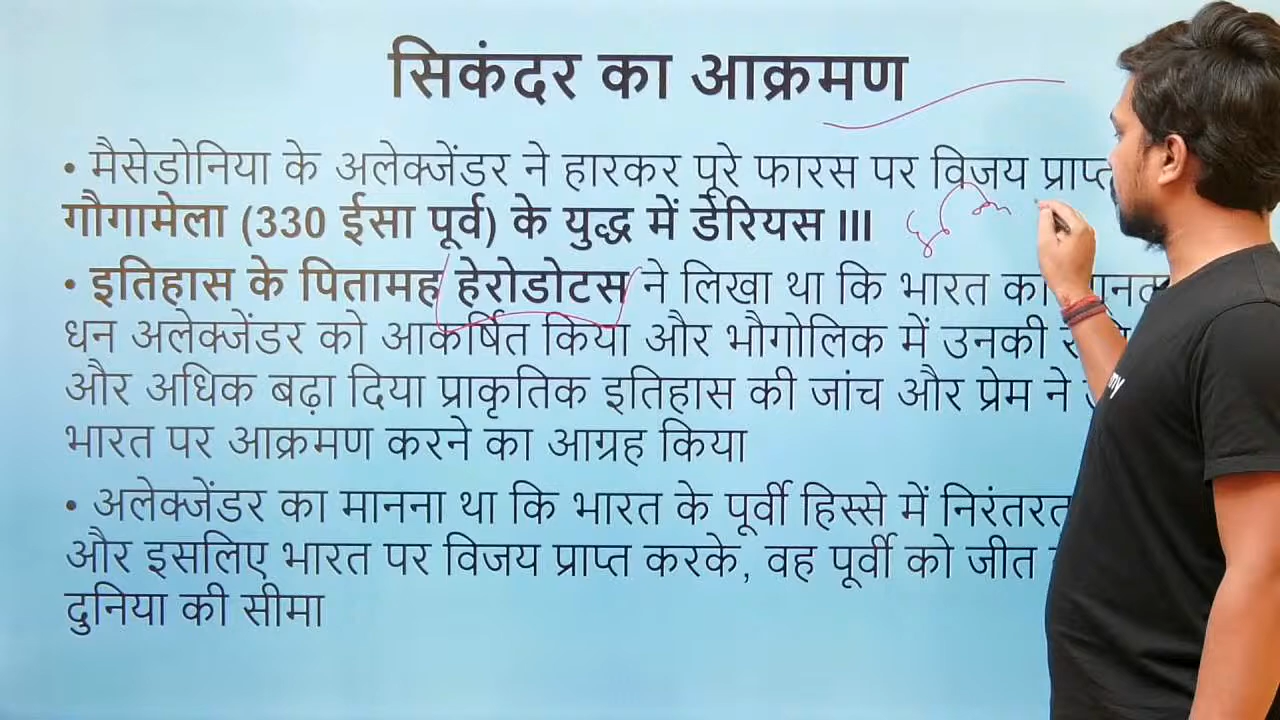 सिकंदर का आक्रमण
• मैसेडोनिया के अलेक्जेंडर ने हारकर पूरे फारस पर विजय प्राप्त
गौगामेला (330 ईसा पूर्व) के युद्ध में डेरियस III
• इतिहास के पितामह हेरोडोटस ने लिखा था कि भारत का
धन अलेक्जेंडर को आकर्षित किया और भौगोलिक में उनकी
और अधिक बढ़ा दिया प्राकृतिक इतिहास की जांच और प्रेम ने
भारत पर आक्रमण करने का आग्रह किया
• अलेक्जेंडर का मानना था कि भारत के पूर्वी हिस्से में
और इसलिए भारत पर विजय प्राप्त करके, वह पूर्वी को जीत
दुनिया की सीमा